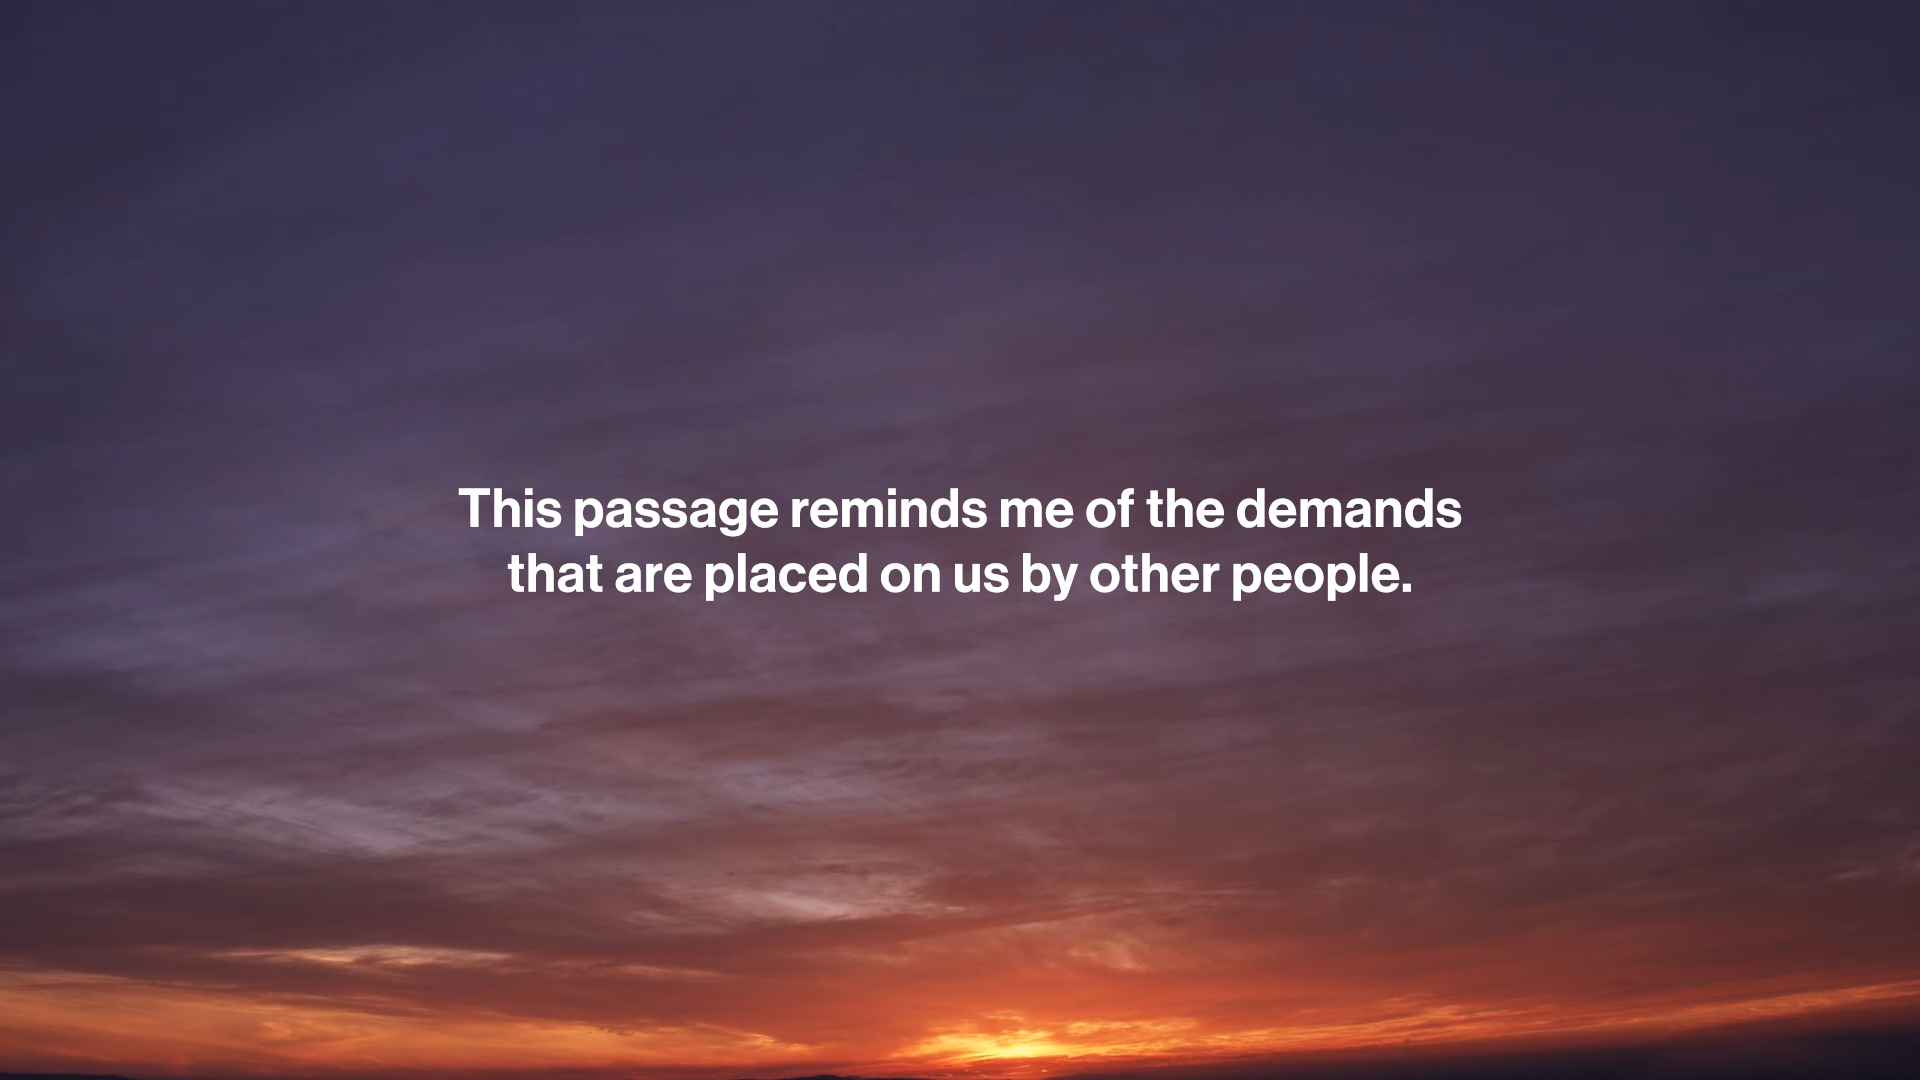 This passage reminds me of the demands
that are placed on us by other people.